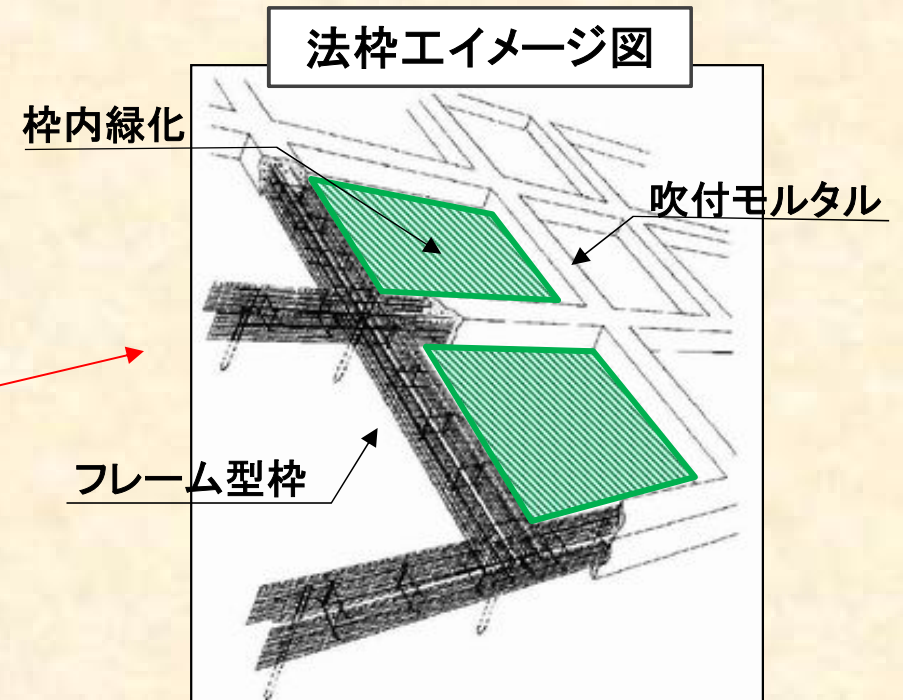 法枠工イメージ図
枠内緑化
吹付モルタル
フレーム型枠